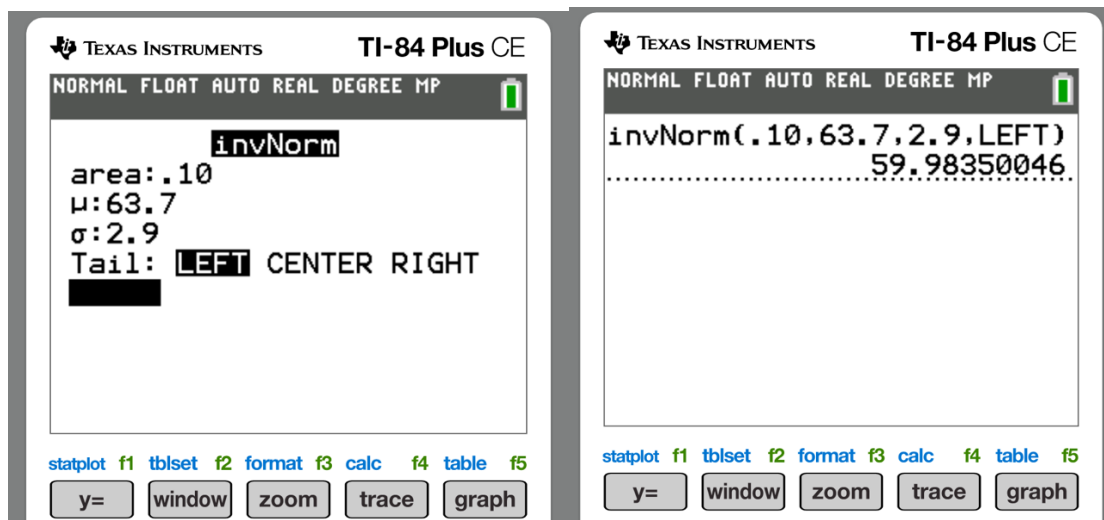 TEXAS INSTRUMENTS TI-84 Plus CE
NORMAL FLOAT AUTO REAL DEGREE MP
invNorm
area:.10
μ:63.7
σ:2.9
Tail: LEFT CENTER RIGHT
statplot f1 tblset f2 format f3 calc f4 table f5
y= window zoom trace graph
TEXAS INSTRUMENTS TI-84 Plus CE
NORMAL FLOAT AUTO REAL DEGREE MP
invNorm(.10,63.7,2.9,LEFT)
59.98350046
statplot f1 tblset f2 format f3 calc f4 table f5
y= window zoom trace graph